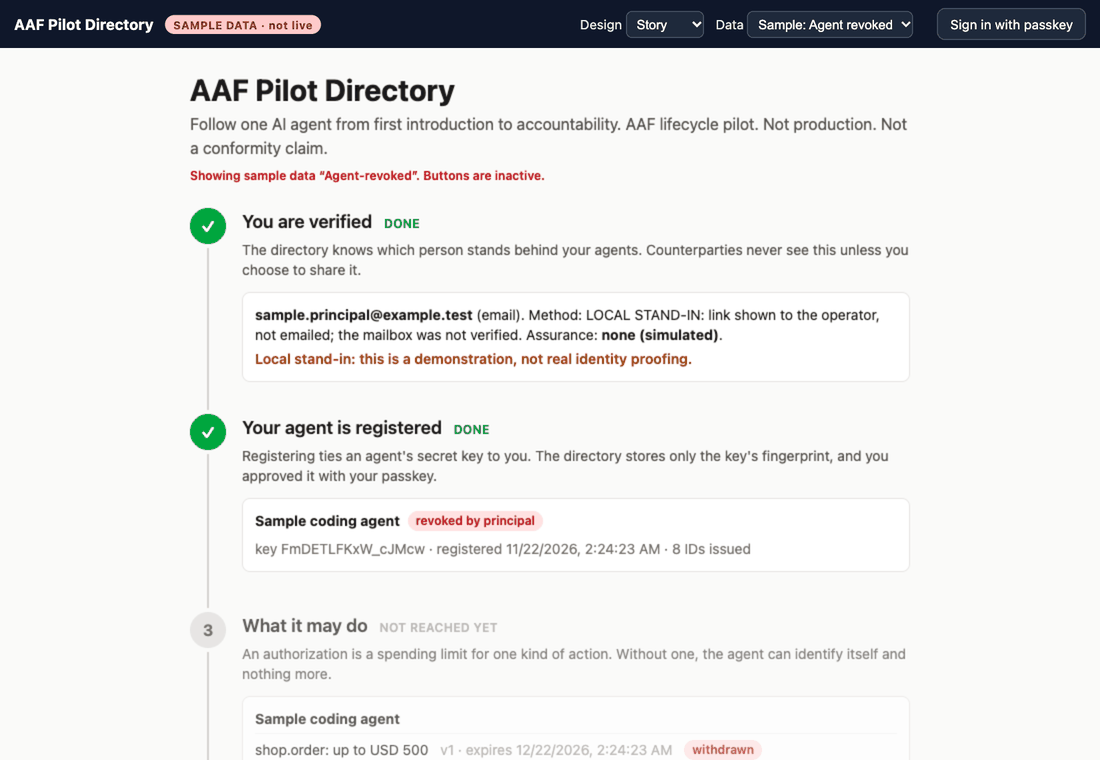 AAF Pilot Directory
SAMPLE DATA · not live
Design
Story
Data
Sample: Agent revoked
Sign in with passkey
AAF Pilot Directory
Follow one AI agent from first introduction to accountability. AAF lifecycle pilot. Not production. Not
a conformity claim.
Showing sample data “Agent-revoked”. Buttons are inactive.
You are verified DONE
The directory knows which person stands behind your agents. Counterparties never see this unless you
choose to share it.
sample.principal@example.test (email). Method: LOCAL STAND-IN: link shown to the operator,
not emailed; the mailbox was not verified. Assurance: none (simulated).
Local stand-in: this is a demonstration, not real identity proofing.
Your agent is registered DONE
Registering ties an agent's secret key to you. The directory stores only the key's fingerprint, and you
approved it with your passkey.
Sample coding agent revoked by principal
key FmDETLFKxW_cJMcw · registered 11/22/2026, 2:24:23 AM · 8 IDs issued
3
What it may do NOT REACHED YET
An authorization is a spending limit for one kind of action. Without one, the agent can identify itself and
nothing more.
Sample coding agent
shop.order: up to USD 500 v1 · expires 12/22/2026, 2:24:23 AM withdrawn